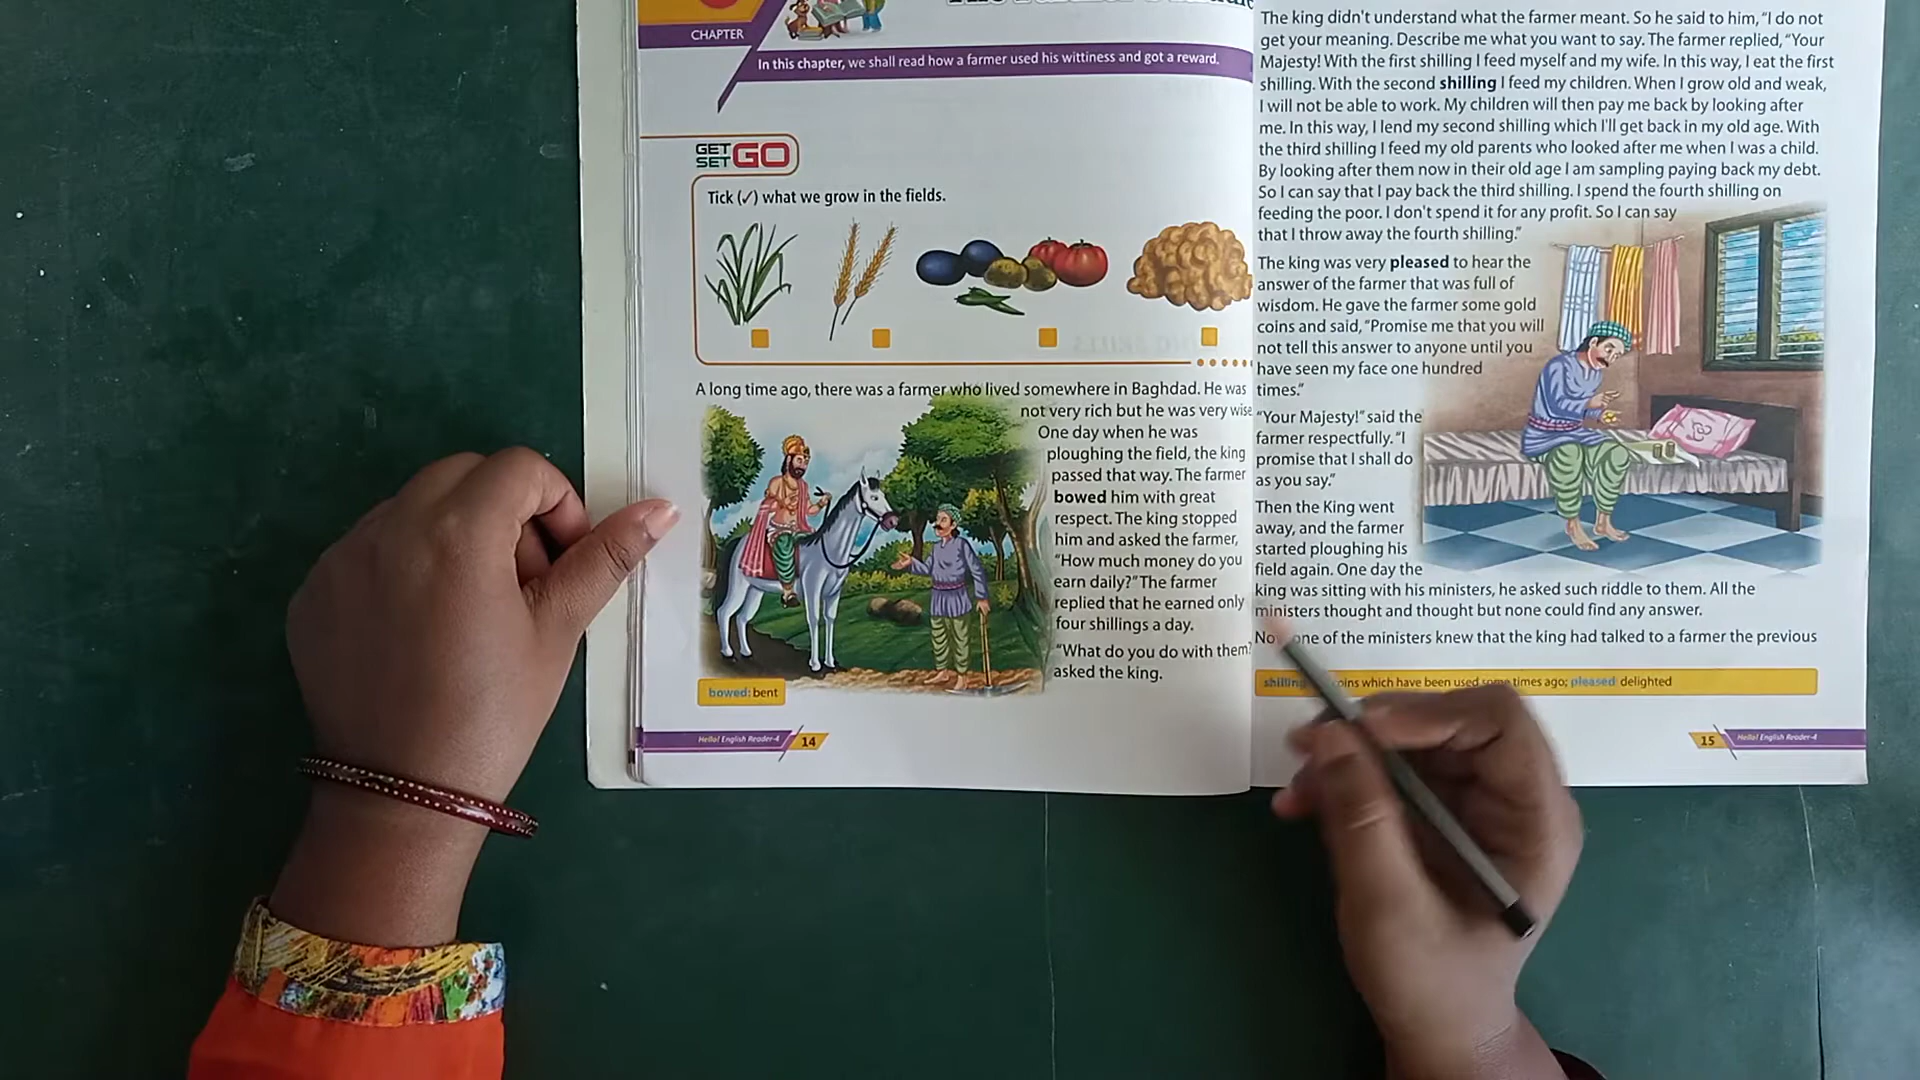 CHAPTER
In this chapter, we shall read how a farmer used his wittiness and got a reward.
GET
SET GO
Tick (✓) what we grow in the fields.
A long time ago, there was a farmer who lived somewhere in Baghdad. He was
not very rich but he was very wise
One day when he was
ploughing the field, the king
passed that way. The farmer
bowed him with great
respect. The king stopped
him and asked the farmer,
“How much money do you
earn daily?” The farmer
replied that he earned only
four shillings a day.
“What do you do with them?
asked the king.
bowed: bent
Hello! English Reader-4 14
The king didn't understand what the farmer meant. So he said to him, “I do not
get your meaning. Describe me what you want to say. The farmer replied, “Your
Majesty! With the first shilling I feed myself and my wife. In this way, I eat the first
shilling. With the second shilling I feed my children. When I grow old and weak,
I will not be able to work. My children will then pay me back by looking after
me. In this way, I lend my second shilling which I'll get back in my old age. With
the third shilling I feed my old parents who looked after me when I was a child.
By looking after them now in their old age I am sampling paying back my debt.
So I can say that I pay back the third shilling. I spend the fourth shilling on
feeding the poor. I don't spend it for any profit. So I can say
that I throw away the fourth shilling.”
The king was very pleased to hear the
answer of the farmer that was full of
wisdom. He gave the farmer some gold
coins and said, “Promise me that you will
not tell this answer to anyone until you
have seen my face one hundred
times.”
“Your Majesty!” said the
farmer respectfully. “I
promise that I shall do
as you say.”
Then the King went
away, and the farmer
started ploughing his
field again. One day the
king was sitting with his ministers, he asked such riddle to them. All the
ministers thought and thought but none could find any answer.
one of the ministers knew that the king had talked to a farmer the previous
shilling coins which have been used some times ago; pleased delighted
15 Hello! English Reader-4